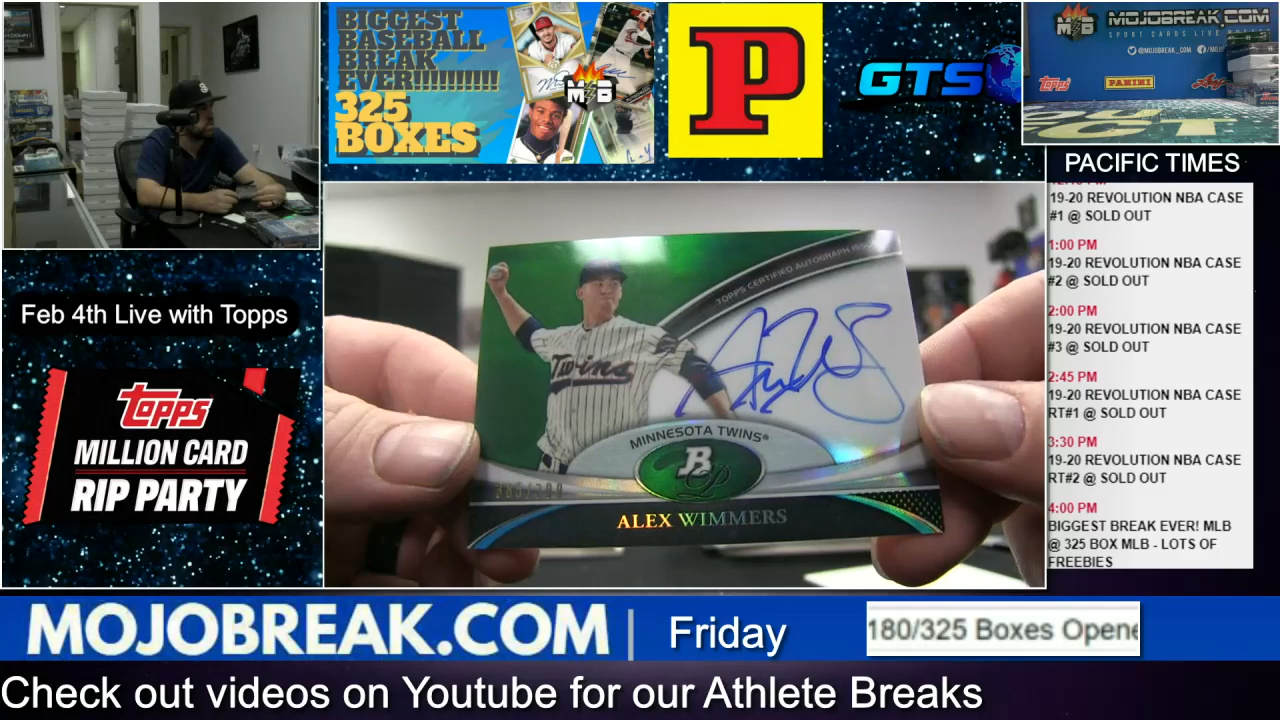 BIGGEST
BASEBALL
BREAK
EVER!!!!!!!!!!!
325
BOXES
MB
P
GTS
MB
MOJOBREAK.COM
SPORT CARDS LIVE
@MOJOBREAK_COM
Topps
PANINI
Leaf
PACIFIC TIMES
19-20 REVOLUTION NBA CASE
#1 @ SOLD OUT
1:00 PM
19-20 REVOLUTION NBA CASE
#2 @ SOLD OUT
2:00 PM
19-20 REVOLUTION NBA CASE
#3 @ SOLD OUT
2:45 PM
19-20 REVOLUTION NBA CASE
RT#1 @ SOLD OUT
3:30 PM
19-20 REVOLUTION NBA CASE
RT#2 @ SOLD OUT
4:00 PM
BIGGEST BREAK EVER! MLB
@ 325 BOX MLB - LOTS OF
FREEBIES
Feb 4th Live with Topps
Topps
MILLION CARD
RIP PARTY
TOPPS CERTIFIED AUTOGRAPH
Twins
MINNESOTA TWINS®
BP
ALEX WIMMERS
MOJOBREAK.COM
Friday
180/325 Boxes Opene
Check out videos on Youtube for our Athlete Breaks